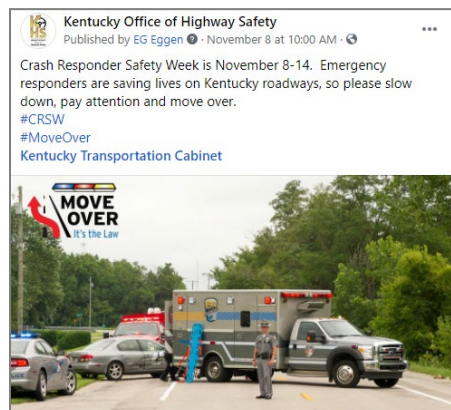 KHS
Kentucky Office of Highway Safety
Published by EG Eggen · November 8 at 10:00 AM ·
Crash Responder Safety Week is November 8-14. Emergency
responders are saving lives on Kentucky roadways, so please slow
down, pay attention and move over.
#CRSW
#MoveOver
Kentucky Transportation Cabinet
MOVE
OVER
It's the Law